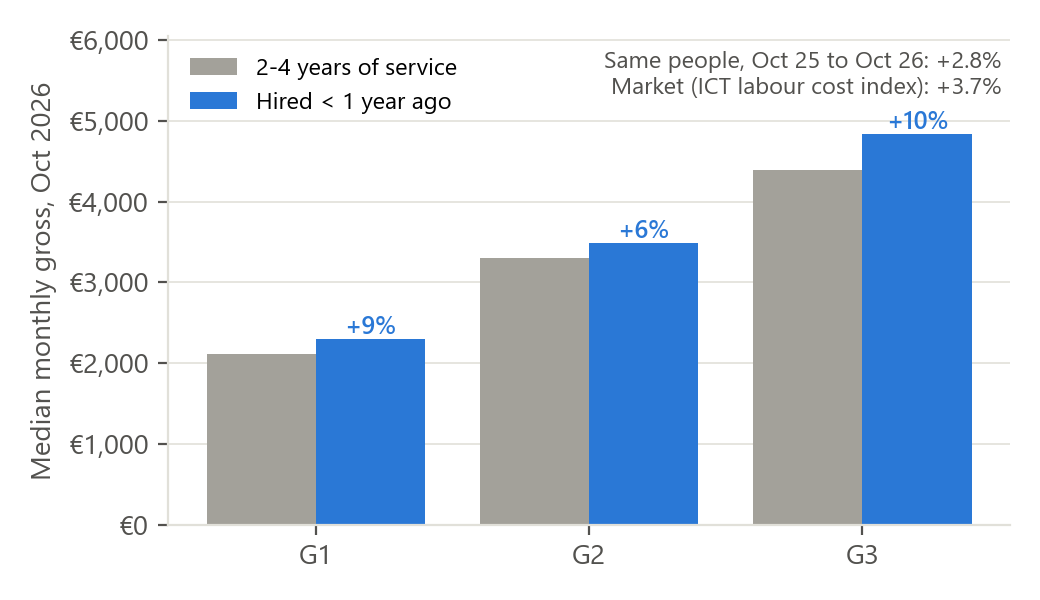 €6,000
€5,000
€4,000
€3,000
€2,000
€1,000
€0
Median monthly gross, Oct 2026
2-4 years of service
Hired < 1 year ago
Same people, Oct 25 to Oct 26: +2.8%
Market (ICT labour cost index): +3.7%
+9%
+6%
+10%
G1
G2
G3